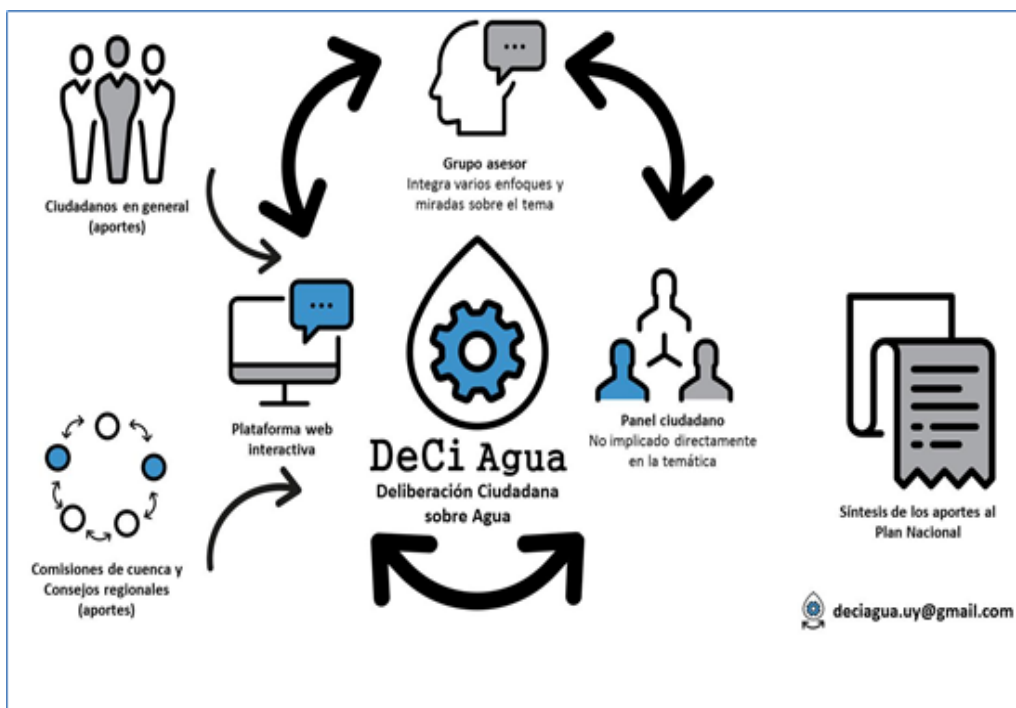 Ciudadanos en general
(aportes)
Grupo asesor
Integra varios enfoques y
miradas sobre el tema
Plataforma web
interactiva
Panel ciudadano
No implicado directamente
en la temática
DeCi Agua
Deliberación Ciudadana
sobre Agua
Comisiones de cuenca y
Consejos regionales
(aportes)
Síntesis de los aportes al
Plan Nacional
deciagua.uy@gmail.com